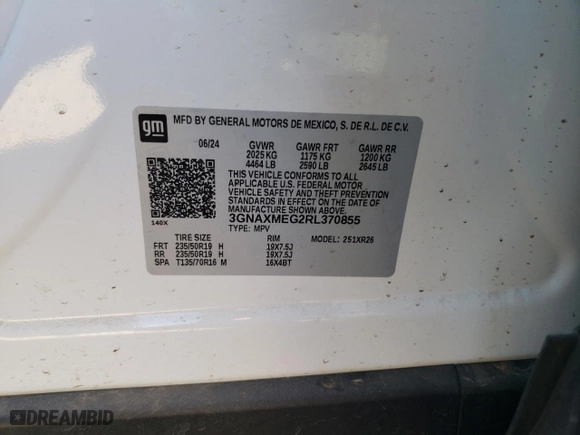 gm
MFD BY GENERAL MOTORS DE MEXICO, S. DE R.L. DE C.V.
06/24 GVWR GAWR FRT GAWR RR
2025 KG 1175 KG 1200 KG
4464 LB 2590 LB 2645 LB
THIS VEHICLE CONFORMS TO ALL
APPLICABLE U.S. FEDERAL MOTOR
VEHICLE SAFETY AND THEFT PREVENTION
STANDARDS IN EFFECT ON THE DATE OF
MANUFACTURE SHOWN ABOVE.
3GNAXMEG2RL370855
140X
TYPE: MPV MODEL: 251XR26
TIRE SIZE RIM
FRT 235/50R19 H 19X7.5J
RR 235/50R19 H 19X7.5J
SPA T135/70R16 M 16X4BT
DREAMBID